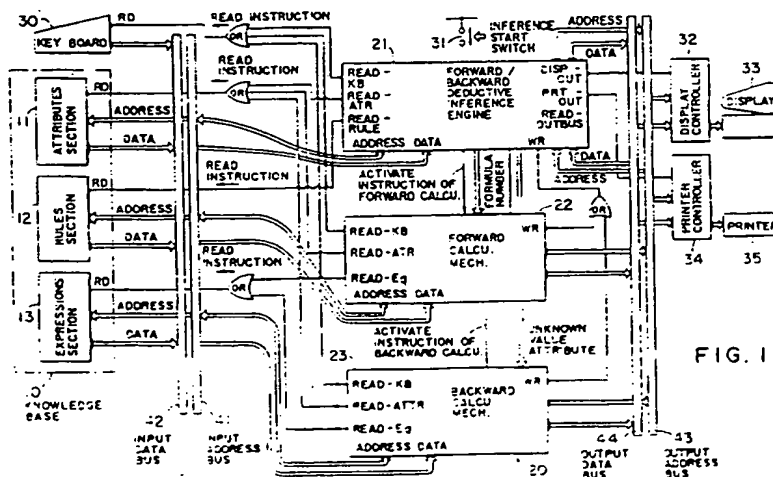 30
KEY BOARD
RD
READ INSTRUCTION
OR
21
31
INFERENCE
START
SWITCH
ADDRESS
DATA
32
33
READ
INSTRUCTION
READ-
KB
READ
ATR
READ
RULE
FORWARD /
BACKWARD
DEDUCTIVE
INFERENCE
ENGINE
DISP-
OUT
PRT-
OUT
READ-
OUTBUS
ADDRESS DATA
WR
DISPLAY
CONTROLLER
DISPLAY
11
ATTRIBUTES
SECTION
RD
ADDRESS
DATA
OR
READ
INSTRUCTION
ACTIVATE
INSTRUCTION OF
FORWARD CALCU.
FORMULA
NUMBER
DATA
ADDRESS
PRINTER
CONTROLLER
34
PRINTER
35
12
RULES
SECTION
RD
ADDRESS
DATA
22
READ-KB
READ-ATR
READ-Eq
ADDRESS DATA
FORWARD
CALCU.
MECH.
WR
OR
READ
INSTRUCTION
OR
13
EXPRESSIONS
SECTION
RD
ADDRESS
DATA
ACTIVATE
INSTRUCTION OF
BACKWARD CALCU.
UNKNOWN
VALUE
ATTRIBUTE
FIG. 1
23
READ-KB
READ-ATTR
READ-Eq
ADDRESS DATA
BACKWARD
CALCU
MECH.
WR
10
KNOWLEDGE
BASE
42
41
INPUT
DATA
BUS
INPUT
ADDRESS
BUS
20
44
43
OUTPUT
DATA
BUS
OUTPUT
ADDRESS
BUS